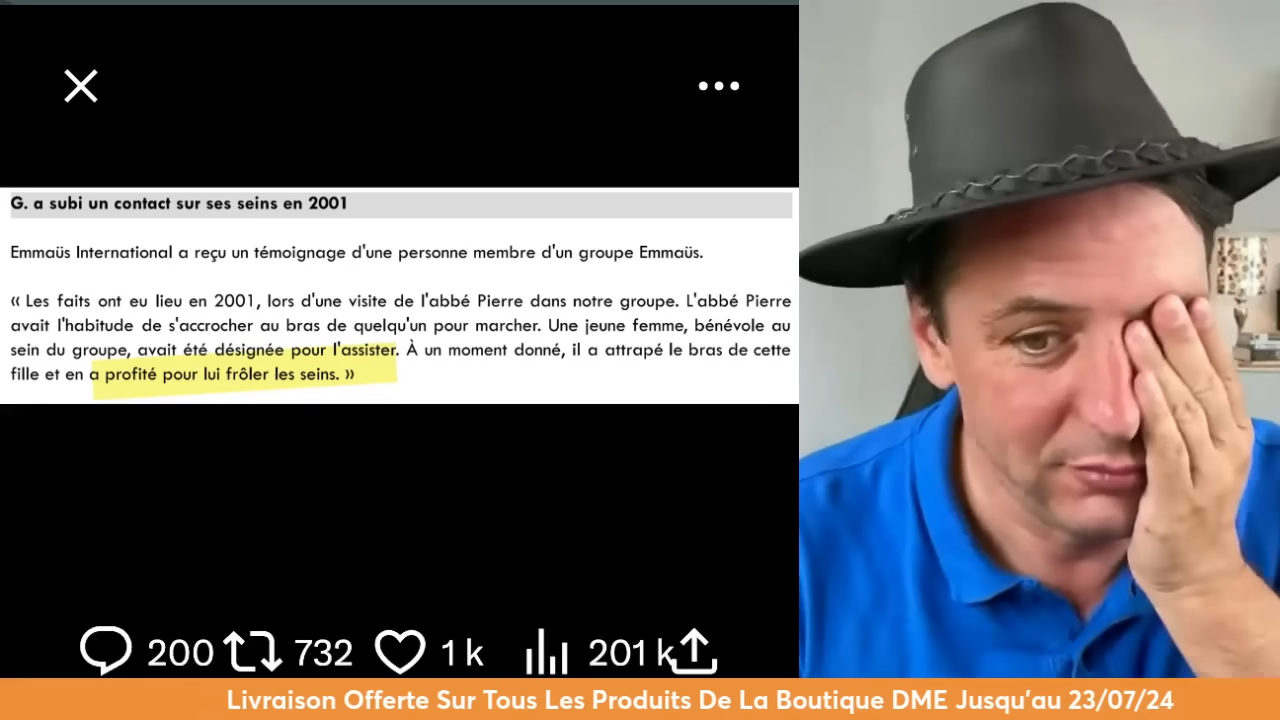 G. a subi un contact sur ses seins en 2001
Emmaüs International a reçu un témoignage d'une personne membre d'un groupe Emmaüs.
« Les faits ont eu lieu en 2001, lors d'une visite de l'abbé Pierre dans notre groupe. L'abbé Pierre
avait l'habitude de s'accrocher au bras de quelqu'un pour marcher. Une jeune femme, bénévole au
sein du groupe, avait été désignée pour l'assister. À un moment donné, il a attrapé le bras de cette
fille et en a profité pour lui frôler les seins. »
200 732 1 k 201 k
Livraison Offerte Sur Tous Les Produits De La Boutique DME Jusqu'au 23/07/24